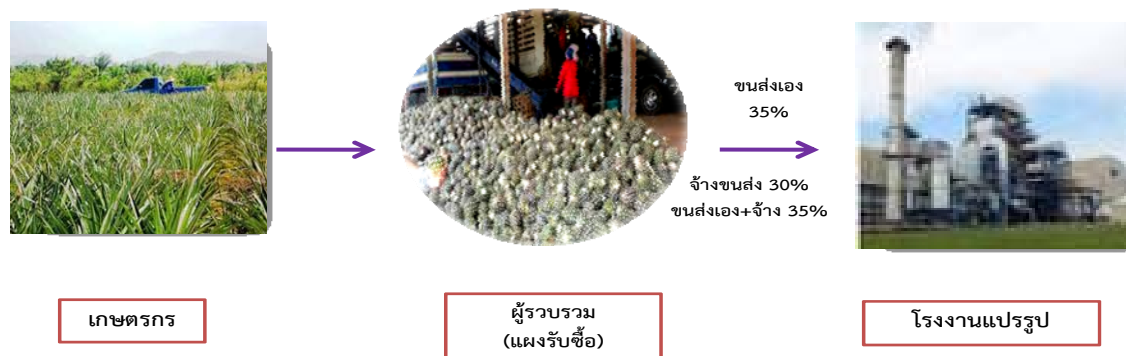 ขนส่งเอง
35%
จ้างขนส่ง 30%
ขนส่งเอง+จ้าง 35%
เกษตรกร
ผู้รวบรวม
(แผงรับซื้อ)
โรงงานแปรรูป